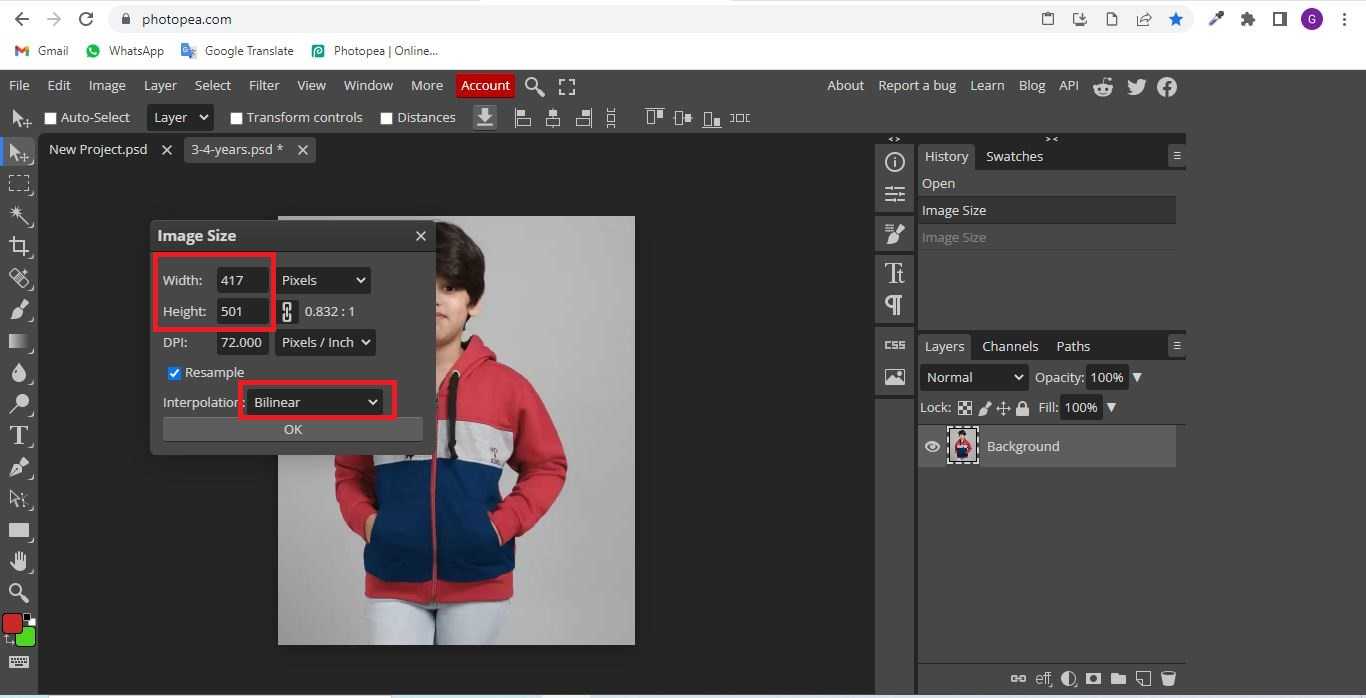 photopea.com
G
Gmail WhatsApp Google Translate Photopea | Online...
File Edit Image Layer Select Filter View Window More Account About Report a bug Learn Blog API
Auto-Select Layer Transform controls Distances
New Project.psd 3-4-years.psd *
History Swatches
Open
Image Size
Image Size
Image Size
Width: 417 Pixels
Height: 501 0.832 : 1
DPI: 72.000 Pixels / Inch
Resample
Interpolation: Bilinear
OK
CSS
Layers Channels Paths
Normal Opacity: 100%
Lock: Fill: 100%
Background
eff